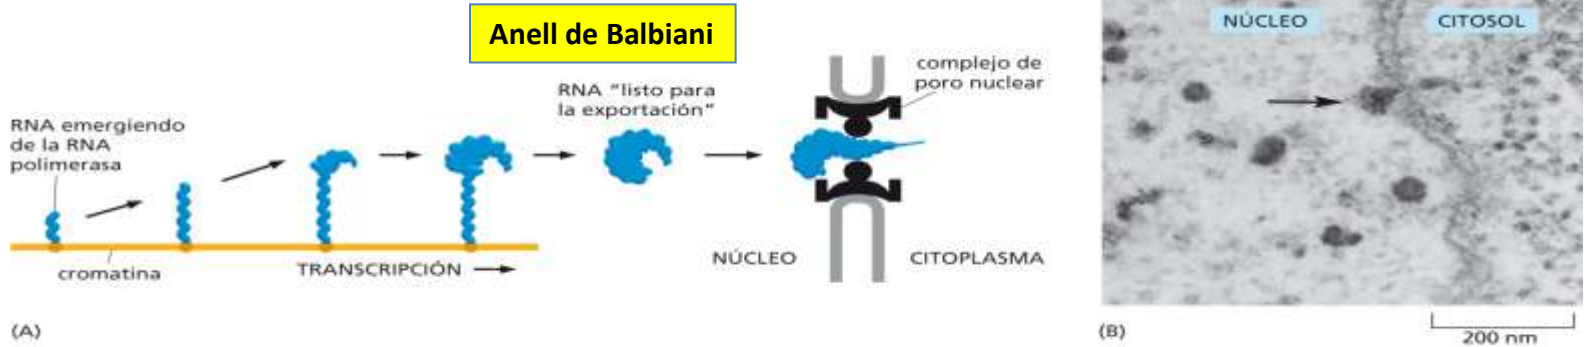 Anell de Balbiani
RNA emergiendo
de la RNA
polimerasa
cromatina
TRANSCRIPCIÓN
RNA "listo para
la exportación"
complejo de
poro nuclear
NÚCLEO
CITOPLASMA
(A)
NÚCLEO
CITOSOL
(B)
200 nm